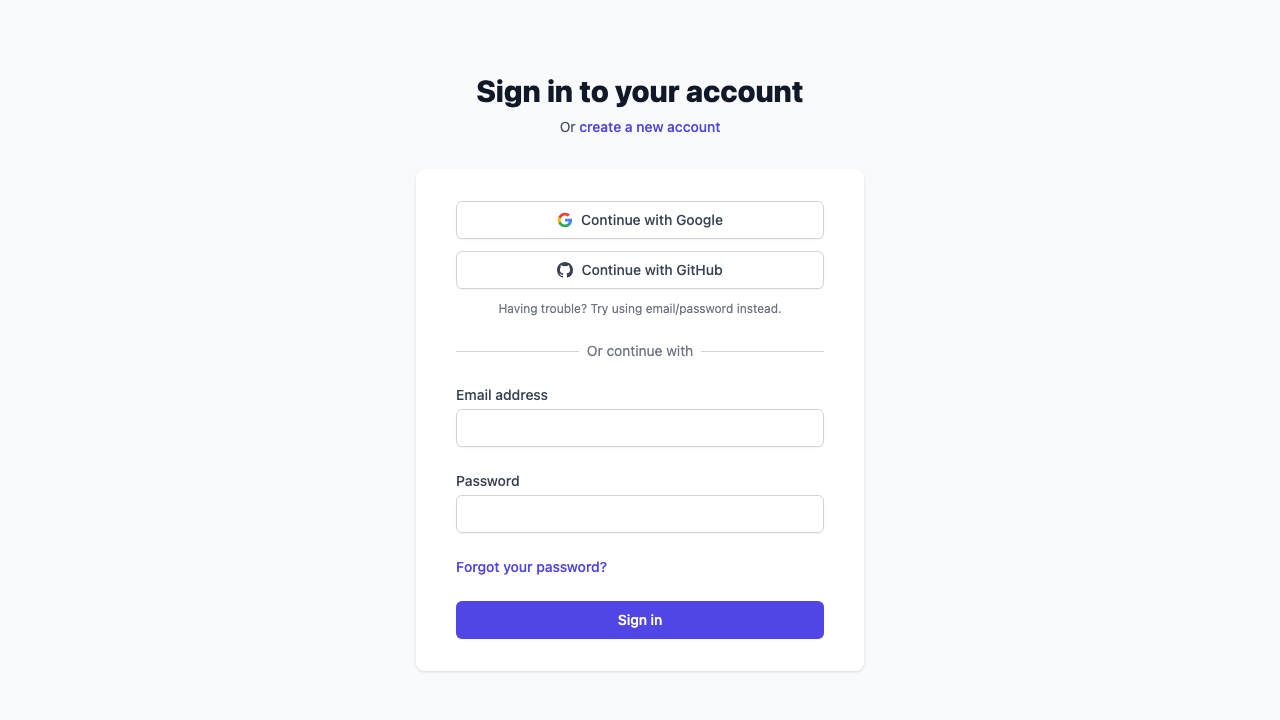 Sign in to your account
Or create a new account
Continue with Google
Continue with GitHub
Having trouble? Try using email/password instead.
Or continue with
Email address
Password
Forgot your password?
Sign in